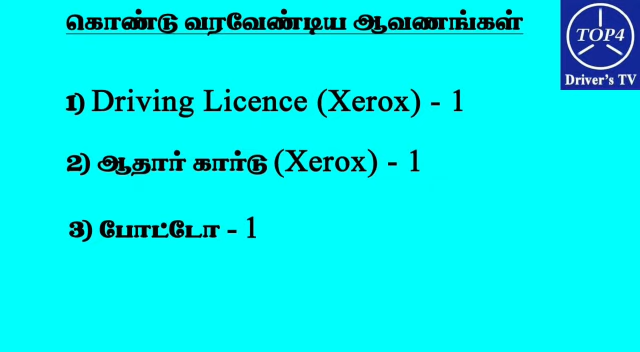 கொண்டு வரவேண்டிய ஆவணங்கள்
TOP4
Driver's TV
1) Driving Licence (Xerox) - 1
2) ஆதார் கார்டு (Xerox) - 1
3) போட்டோ - 1